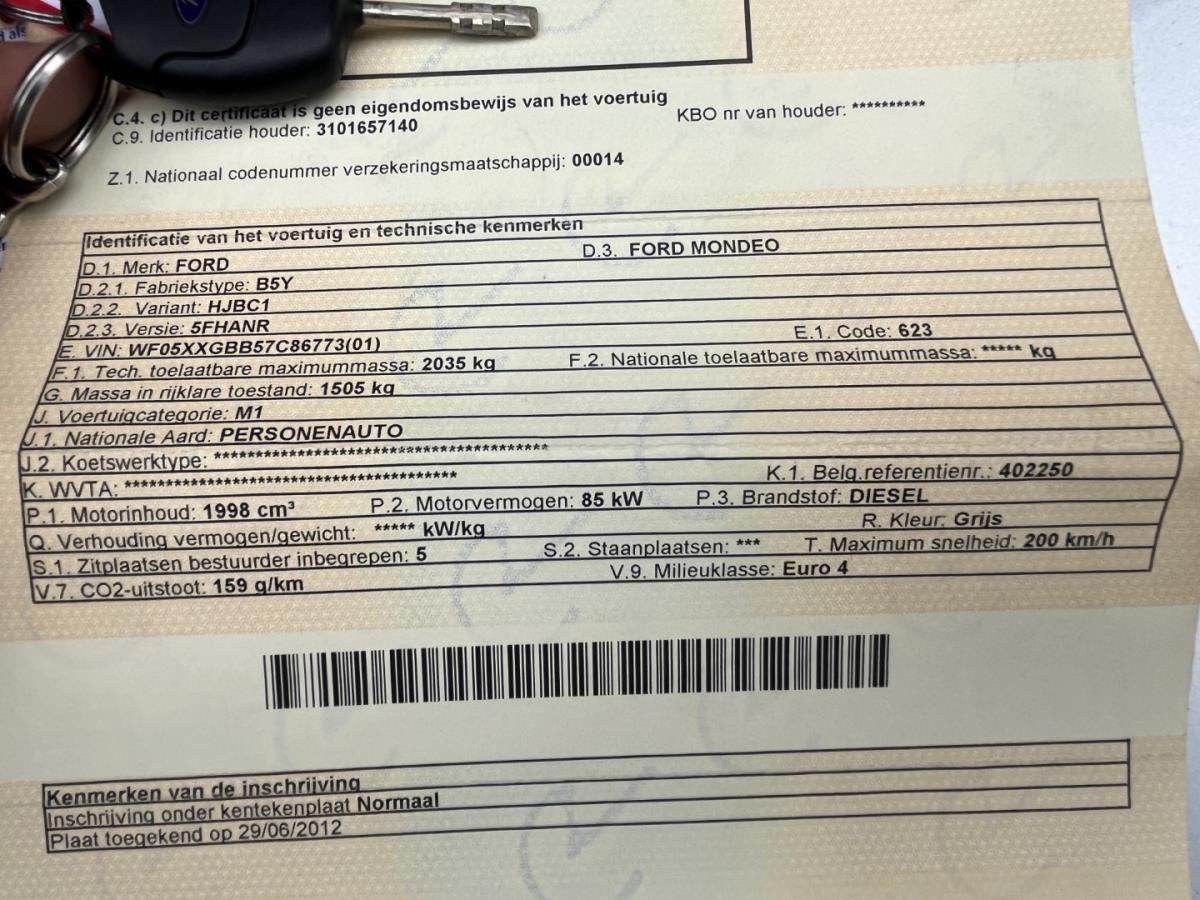 d als
C.4. c) Dit certificaat is geen eigendomsbewijs van het voertuig
C.9. Identificatie houder: 3101657140 KBO nr van houder: **********
Z.1. Nationaal codenummer verzekeringsmaatschappij: 00014
Identificatie van het voertuig en technische kenmerken
D.1. Merk: FORD D.3. FORD MONDEO
D.2.1. Fabriekstype: B5Y
D.2.2. Variant: HJBC1
D.2.3. Versie: 5FHANR
E. VIN: WF05XXGBB57C86773(01) E.1. Code: 623
F.1. Tech. toelaatbare maximummassa: 2035 kg F.2. Nationale toelaatbare maximummassa: ***** kg
G. Massa in rijklare toestand: 1505 kg
J. Voertuigcategorie: M1
J.1. Nationale Aard: PERSONENAUTO
J.2. Koetswerktype: ****************************************
K. WVTA: **************************************** K.1. Belg.referentienr.: 402250
P.1. Motorinhoud: 1998 cm³ P.2. Motorvermogen: 85 kW P.3. Brandstof: DIESEL
Q. Verhouding vermogen/gewicht: ***** kW/kg R. Kleur: Grijs
S.1. Zitplaatsen bestuurder inbegrepen: 5 S.2. Staanplaatsen: *** T. Maximum snelheid: 200 km/h
V.7. CO2-uitstoot: 159 g/km V.9. Milieuklasse: Euro 4
Kenmerken van de inschrijving
Inschrijving onder kentekenplaat Normaal
Plaat toegekend op 29/06/2012